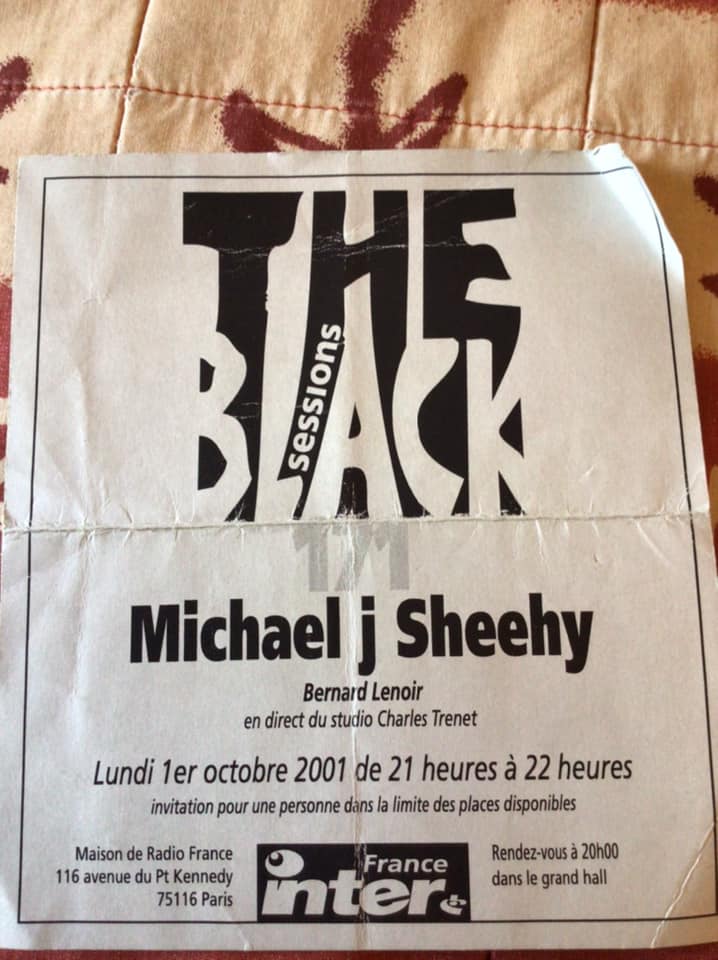 THE
BLACK
sessions
171
Michael j Sheehy
Bernard Lenoir
en direct du studio Charles Trenet
Lundi 1er octobre 2001 de 21 heures à 22 heures
invitation pour une personne dans la limite des places disponibles
Maison de Radio France
116 avenue du Pt Kennedy
75116 Paris
France
inter
Rendez-vous à 20h00
dans le grand hall